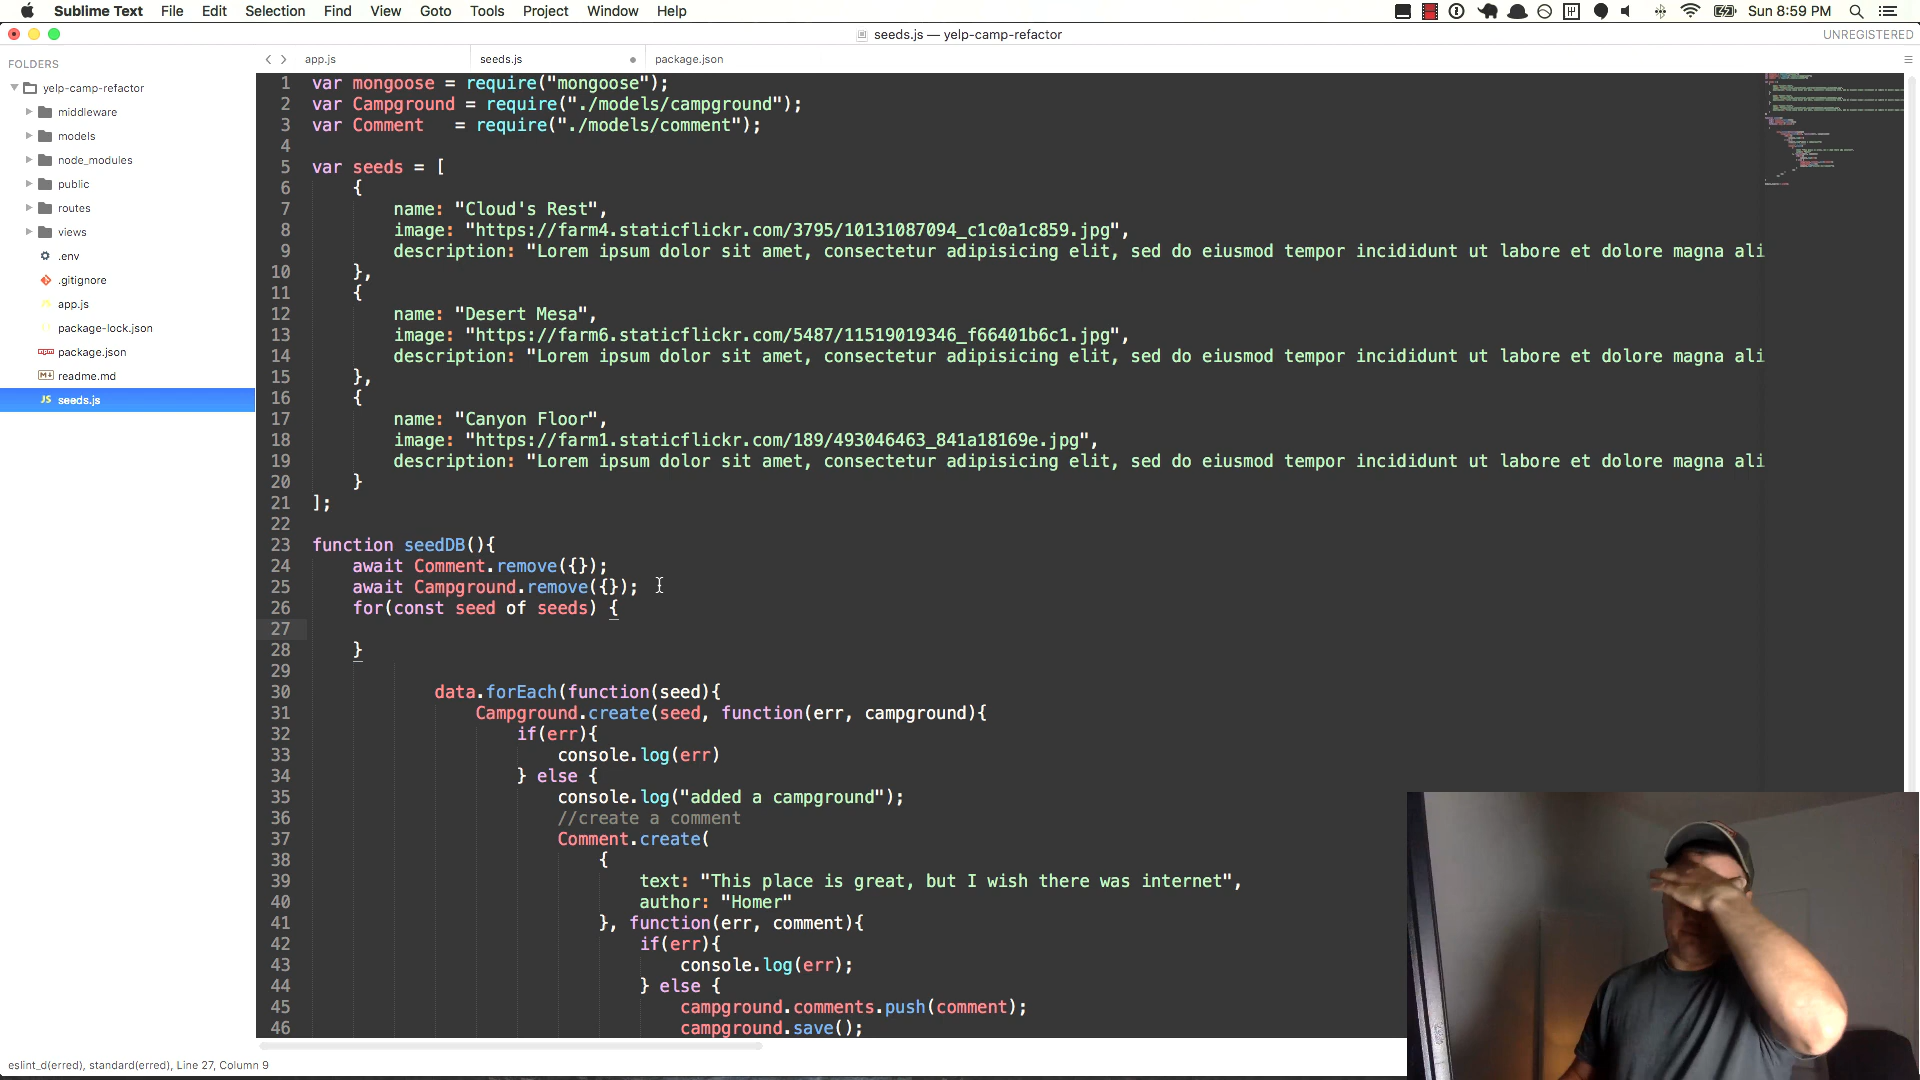 Sublime Text File Edit Selection Find View Goto Tools Project Window Help Sun 8:59 PM
seeds.js — yelp-camp-refactor UNREGISTERED
FOLDERS
yelp-camp-refactor
middleware
models
node_modules
public
routes
views
.env
.gitignore
app.js
package-lock.json
package.json
readme.md
JS seeds.js
app.js seeds.js package.json
1 var mongoose = require("mongoose");
2 var Campground = require("./models/campground");
3 var Comment   = require("./models/comment");
4
5 var seeds = [
6     {
7         name: "Cloud's Rest",
8         image: "https://farm4.staticflickr.com/3795/10131087094_c1c0a1c859.jpg",
9         description: "Lorem ipsum dolor sit amet, consectetur adipisicing elit, sed do eiusmod tempor incididunt ut labore et dolore magna ali
10     },
11     {
12         name: "Desert Mesa",
13         image: "https://farm6.staticflickr.com/5487/11519019346_f66401b6c1.jpg",
14         description: "Lorem ipsum dolor sit amet, consectetur adipisicing elit, sed do eiusmod tempor incididunt ut labore et dolore magna ali
15     },
16     {
17         name: "Canyon Floor",
18         image: "https://farm1.staticflickr.com/189/493046463_841a18169e.jpg",
19         description: "Lorem ipsum dolor sit amet, consectetur adipisicing elit, sed do eiusmod tempor incididunt ut labore et dolore magna ali
20     }
21 ];
22
23 function seedDB(){
24     await Comment.remove({});
25     await Campground.remove({});
26     for(const seed of seeds) {
27
28     }
29
30             data.forEach(function(seed){
31                 Campground.create(seed, function(err, campground){
32                     if(err){
33                         console.log(err)
34                     } else {
35                         console.log("added a campground");
36                         //create a comment
37                         Comment.create(
38                             {
39                                 text: "This place is great, but I wish there was internet",
40                                 author: "Homer"
41                             }, function(err, comment){
42                                 if(err){
43                                     console.log(err);
44                                 } else {
45                                     campground.comments.push(comment);
46                                     campground.save();
eslint_d(erred), standard(erred), Line 27, Column 9